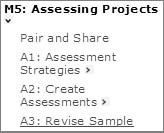 M5: Assessing Projects
Pair and Share
A1: Assessment
Strategies
A2: Create
Assessments
A3: Revise Sample